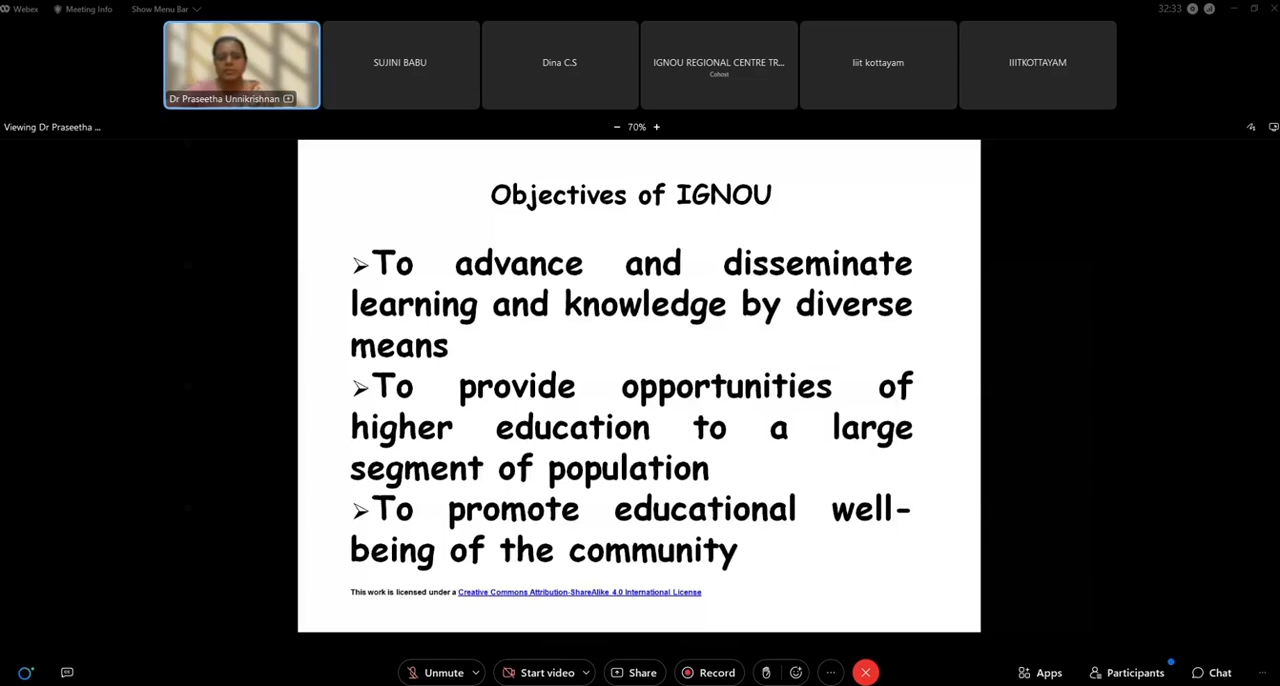 Webex Meeting Info Show Menu Bar 32:33
SUJINI BABU
Dina C.S
IGNOU REGIONAL CENTRE TR...
Cohost
Iiit kottayam
IIITKOTTAYAM
Dr Praseetha Unnikrishnan
Viewing Dr Praseetha ...
− 70% +
Objectives of IGNOU
➢To advance and disseminate
learning and knowledge by diverse
means
➢To provide opportunities of
higher education to a large
segment of population
➢To promote educational well-
being of the community
This work is licensed under a Creative Commons Attribution-ShareAlike 4.0 International License
Unmute Start video Share Record Apps Participants Chat